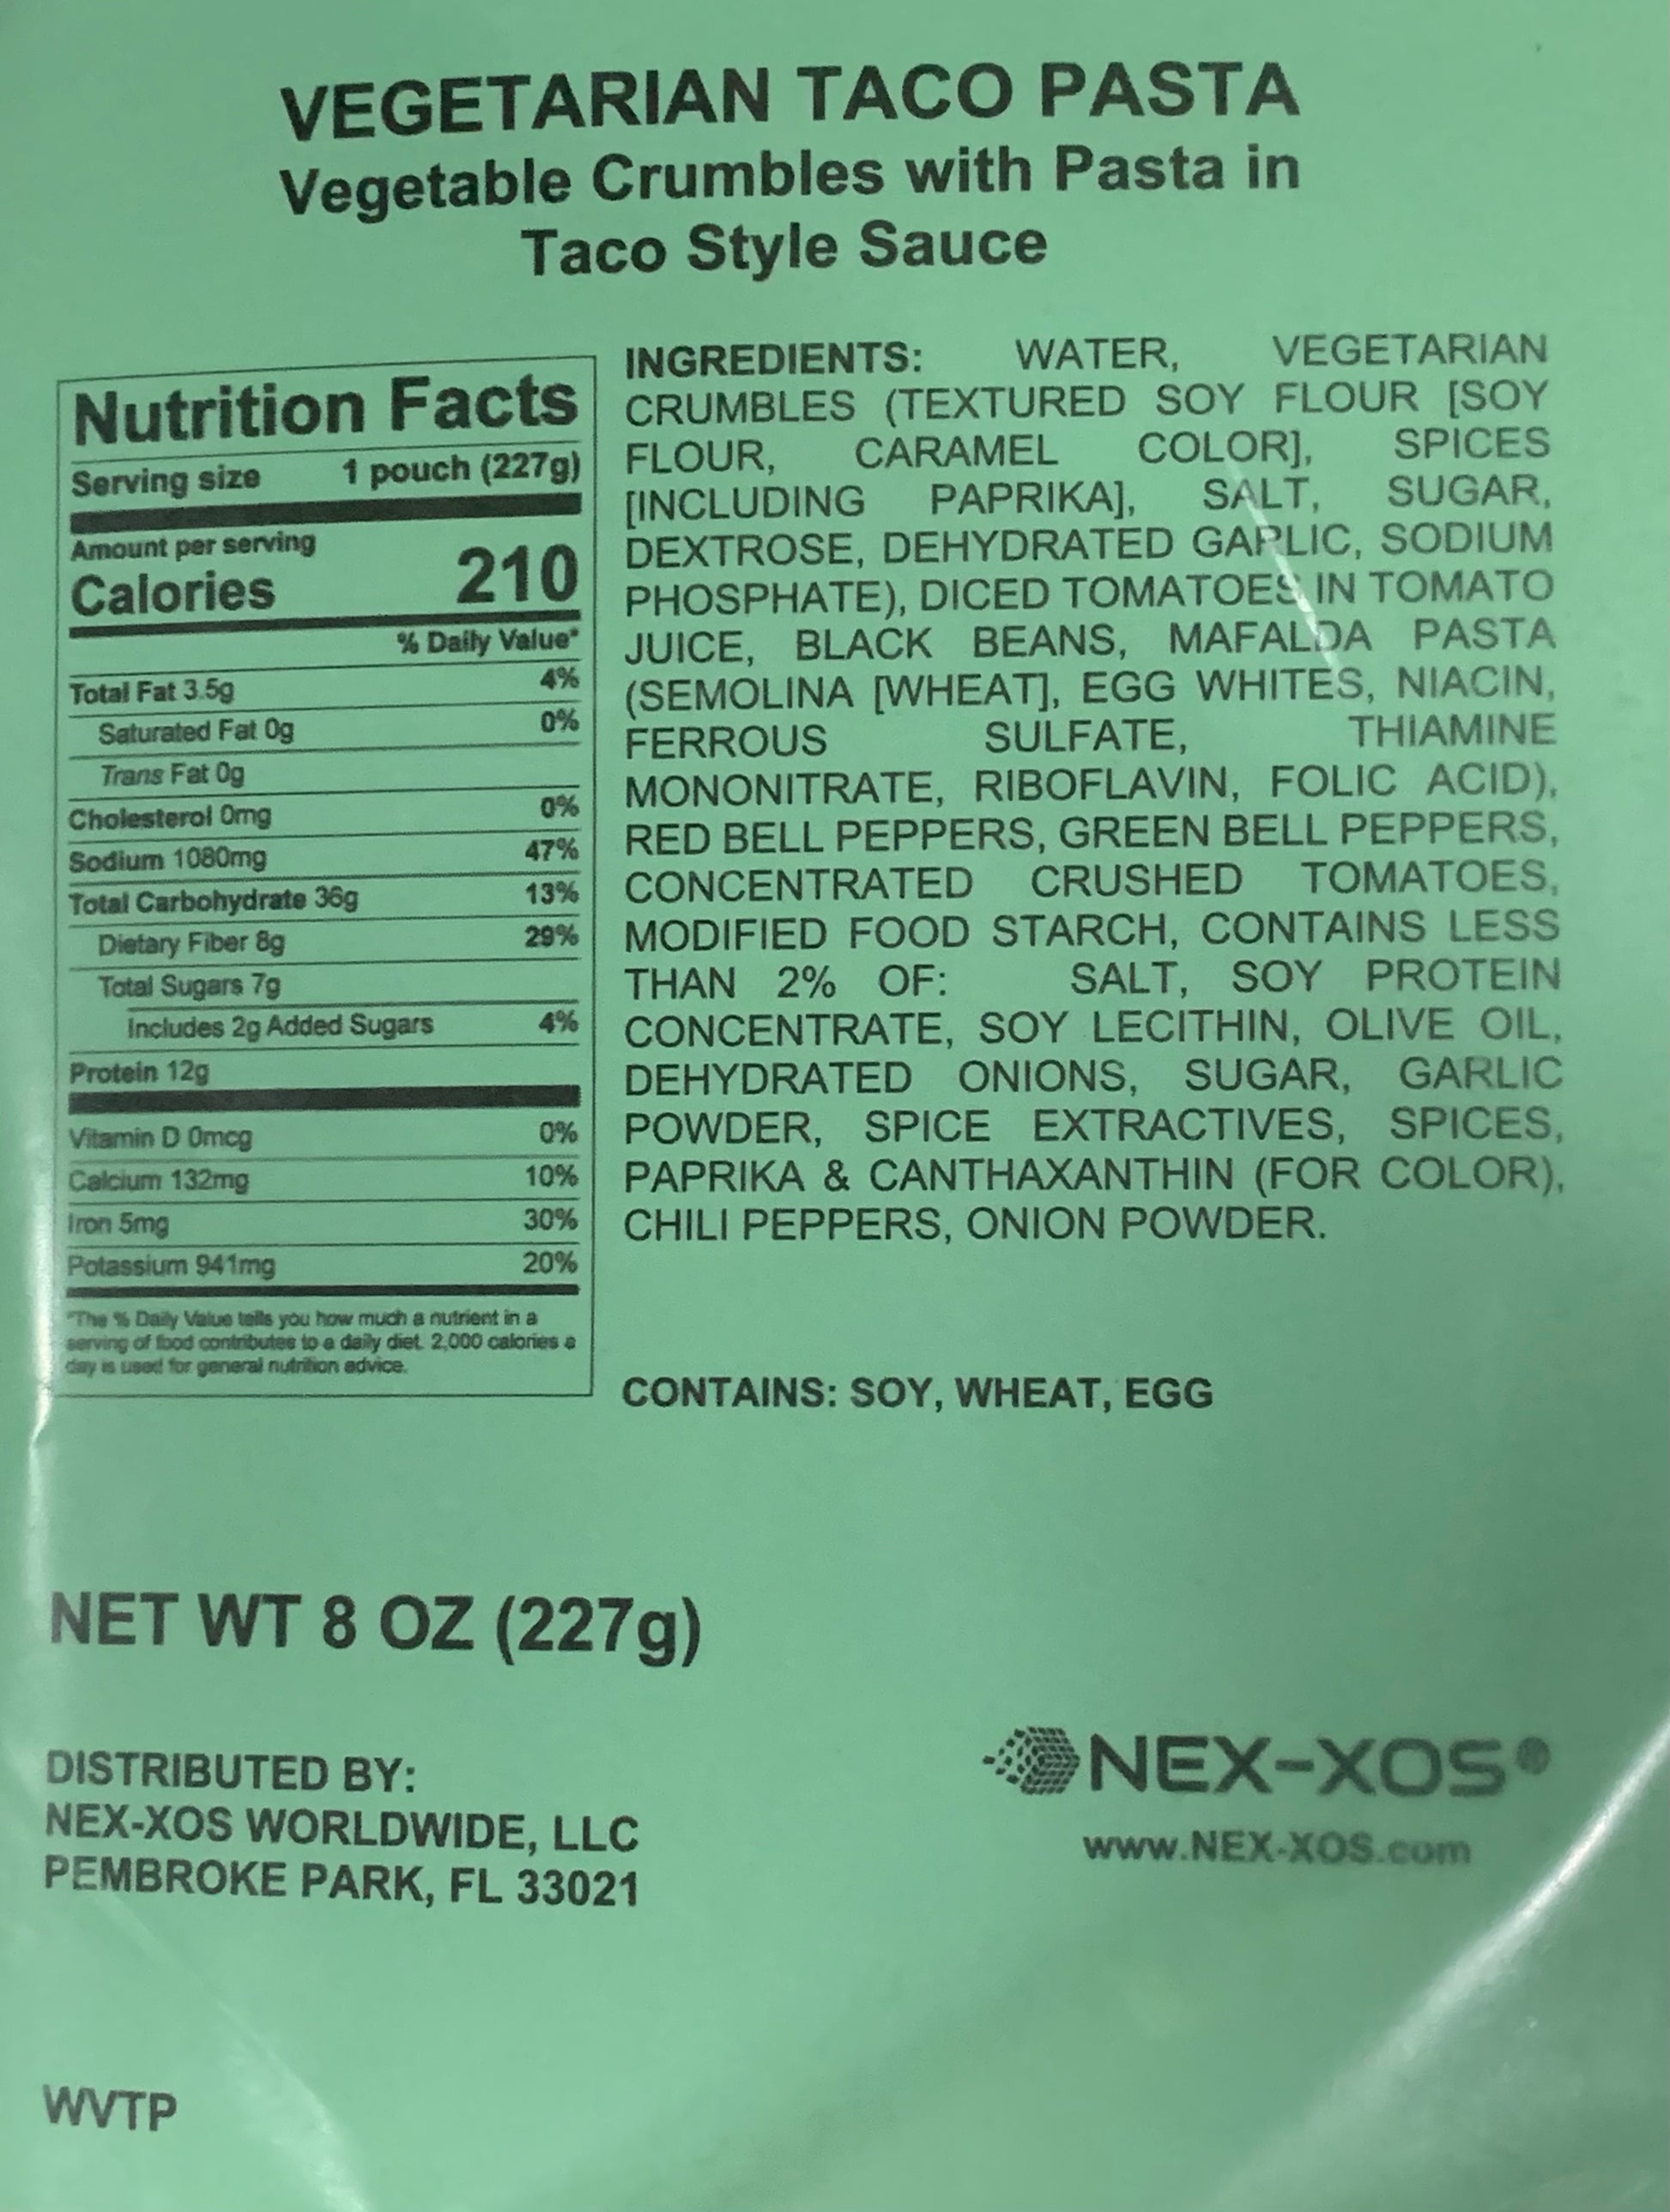 VEGETARIAN TACO PASTA
Vegetable Crumbles with Pasta in
Taco Style Sauce
Nutrition Facts
Serving size 1 pouch (227g)
Amount per serving
Calories 210
% Daily Value*
Total Fat 3.5g 4%
Saturated Fat 0g 0%
Trans Fat 0g
Cholesterol 0mg 0%
Sodium 1080mg 47%
Total Carbohydrate 36g 13%
Dietary Fiber 8g 29%
Total Sugars 7g
Includes 2g Added Sugars 4%
Protein 12g
Vitamin D 0mcg 0%
Calcium 132mg 10%
Iron 5mg 30%
Potassium 941mg 20%
*The % Daily Value tells you how much a nutrient in a
serving of food contributes to a daily diet. 2,000 calories a
day is used for general nutrition advice.
INGREDIENTS: WATER, VEGETARIAN
CRUMBLES (TEXTURED SOY FLOUR [SOY
FLOUR, CARAMEL COLOR], SPICES
[INCLUDING PAPRIKA], SALT, SUGAR,
DEXTROSE, DEHYDRATED GARLIC, SODIUM
PHOSPHATE), DICED TOMATOES IN TOMATO
JUICE, BLACK BEANS, MAFALDA PASTA
(SEMOLINA [WHEAT], EGG WHITES, NIACIN,
FERROUS SULFATE, THIAMINE
MONONITRATE, RIBOFLAVIN, FOLIC ACID),
RED BELL PEPPERS, GREEN BELL PEPPERS,
CONCENTRATED CRUSHED TOMATOES,
MODIFIED FOOD STARCH, CONTAINS LESS
THAN 2% OF: SALT, SOY PROTEIN
CONCENTRATE, SOY LECITHIN, OLIVE OIL,
DEHYDRATED ONIONS, SUGAR, GARLIC
POWDER, SPICE EXTRACTIVES, SPICES,
PAPRIKA & CANTHAXANTHIN (FOR COLOR),
CHILI PEPPERS, ONION POWDER.
CONTAINS: SOY, WHEAT, EGG
NET WT 8 OZ (227g)
DISTRIBUTED BY:
NEX-XOS WORLDWIDE, LLC
PEMBROKE PARK, FL 33021
NEX-XOS®
www.NEX-XOS.com
WVTP